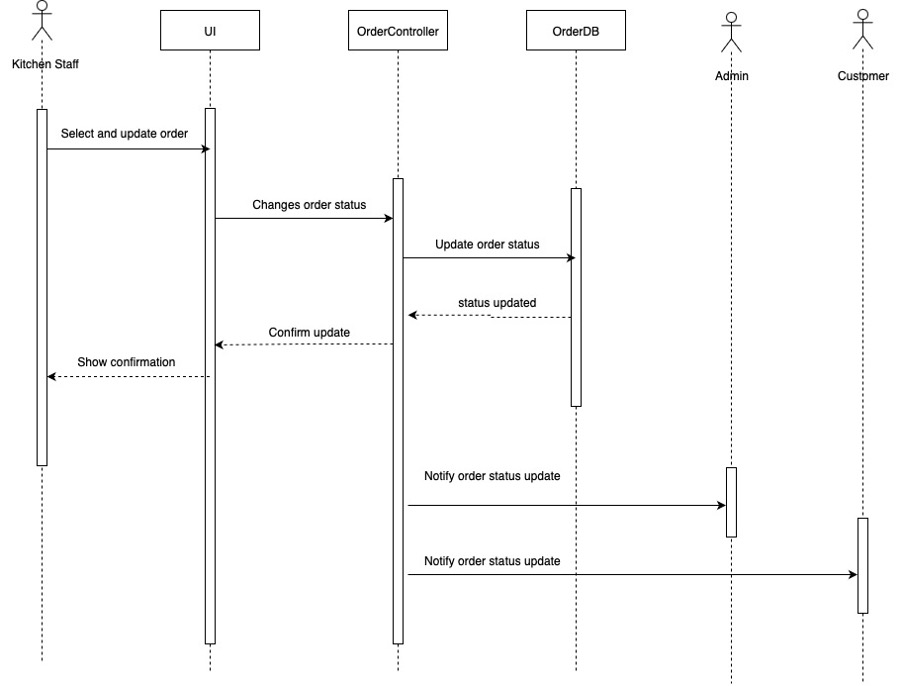 Kitchen Staff
UI
OrderController
OrderDB
Admin
Customer
Select and update order
Changes order status
Update order status
status updated
Confirm update
Show confirmation
Notify order status update
Notify order status update